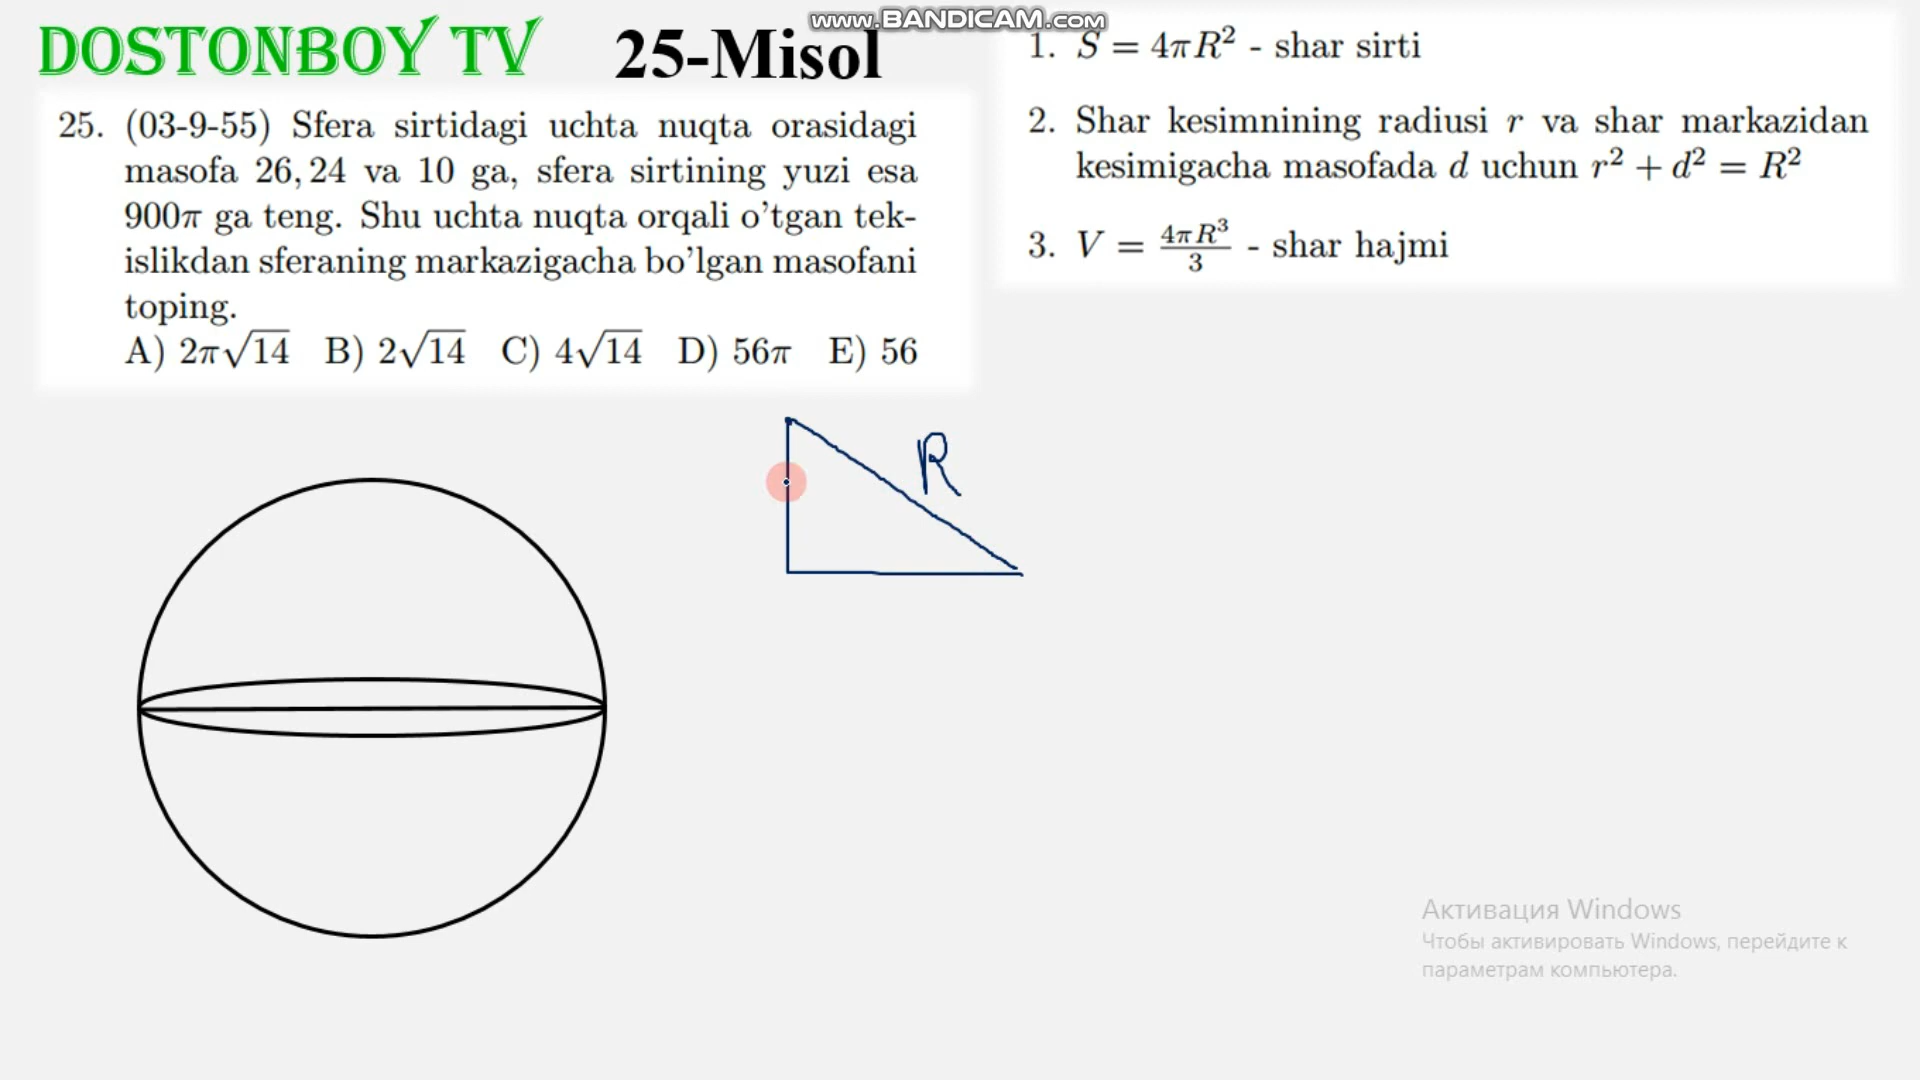 www.BANDICAM.com
DOSTONBOY TV
25-Misol
25. (03-9-55) Sfera sirtidagi uchta nuqta orasidagi
masofa 26, 24 va 10 ga, sfera sirtining yuzi esa
900π ga teng. Shu uchta nuqta orqali o’tgan tek-
islikdan sferaning markazigacha bo’lgan masofani
toping.
A) 2π√14 B) 2√14 C) 4√14 D) 56π E) 56
1. S = 4πR² - shar sirti
2. Shar kesimnining radiusi r va shar markazidan
kesimigacha masofada d uchun r² + d² = R²
3. V = 4πR³/3 - shar hajmi
R
Активация Windows
Чтобы активировать Windows, перейдите к
параметрам компьютера.